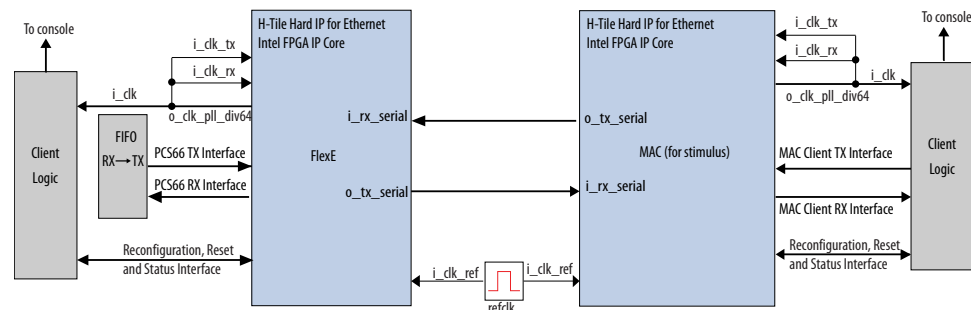 To console
Client
Logic
i_clk
i_clk_tx
i_clk_rx
o_clk_pll_div64
FIFO
RX→TX
PCS66 TX Interface
PCS66 RX Interface
Reconfiguration, Reset
and Status Interface
H-Tile Hard IP for Ethernet
Intel FPGA IP Core
i_rx_serial
FlexE
o_tx_serial
i_clk_ref
refclk
i_clk_ref
H-Tile Hard IP for Ethernet
Intel FPGA IP Core
o_tx_serial
MAC (for stimulus)
i_rx_serial
i_clk_tx
i_clk_rx
i_clk
o_clk_pll_div64
MAC Client TX Interface
MAC Client RX Interface
Reconfiguration, Reset
and Status Interface
To console
Client
Logic